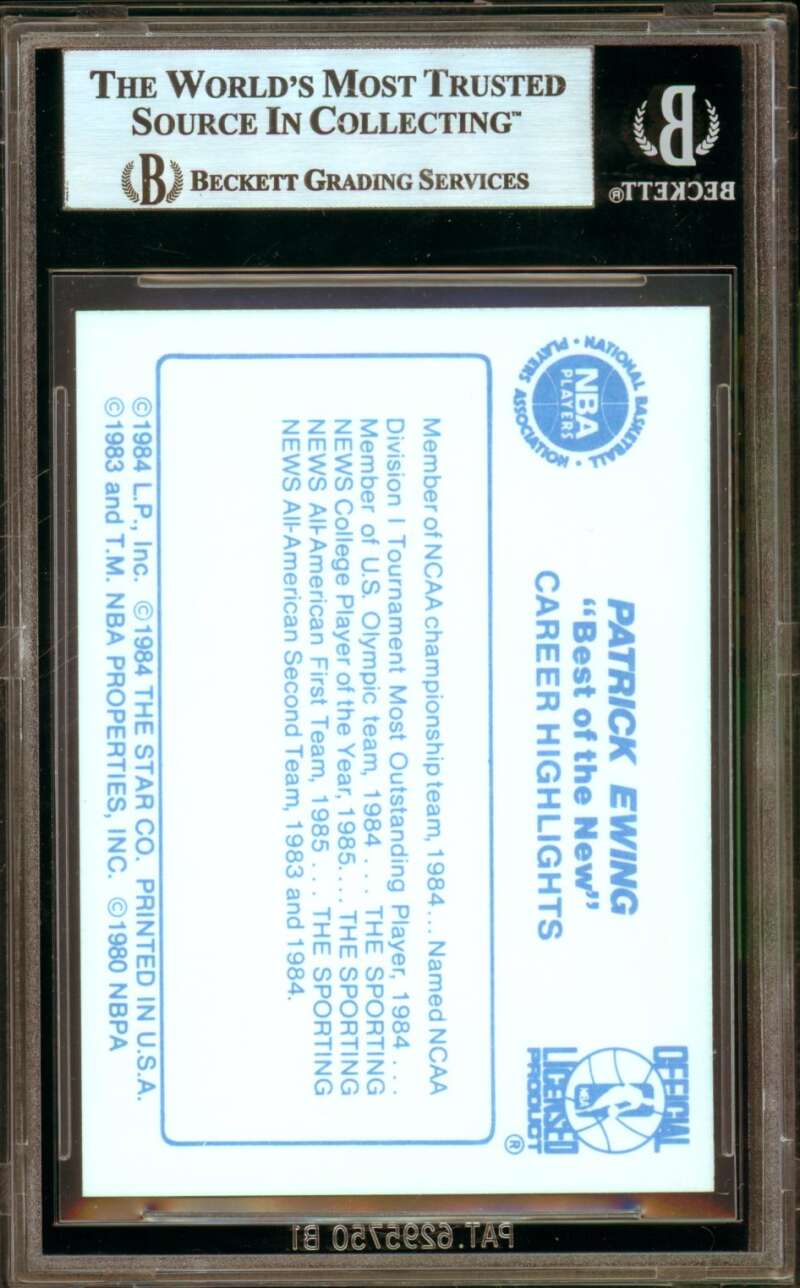 THE WORLD'S MOST TRUSTED
SOURCE IN COLLECTING™
B BECKETT GRADING SERVICES
B
BECKETT®
NATIONAL BASKETBALL
PLAYERS ASSOCIATION
NBA
PLAYERS
PATRICK EWING
"Best of the New"
CAREER HIGHLIGHTS
OFFICIAL
NBA
LICENSED
PRODUCT
®
Member of NCAA championship team, 1984... Named NCAA
Division I Tournament Most Outstanding Player, 1984 . . .
Member of U.S. Olympic team, 1984 . . . THE SPORTING
NEWS College Player of the Year, 1985. . . THE SPORTING
NEWS All-American First Team, 1985 . . . THE SPORTING
NEWS All-American Second Team, 1983 and 1984.
©1984 L.P., Inc. ©1984 THE STAR CO. PRINTED IN U.S.A.
©1983 and T.M. NBA PROPERTIES, INC. ©1980 NBPA
PAT.6295750 B1